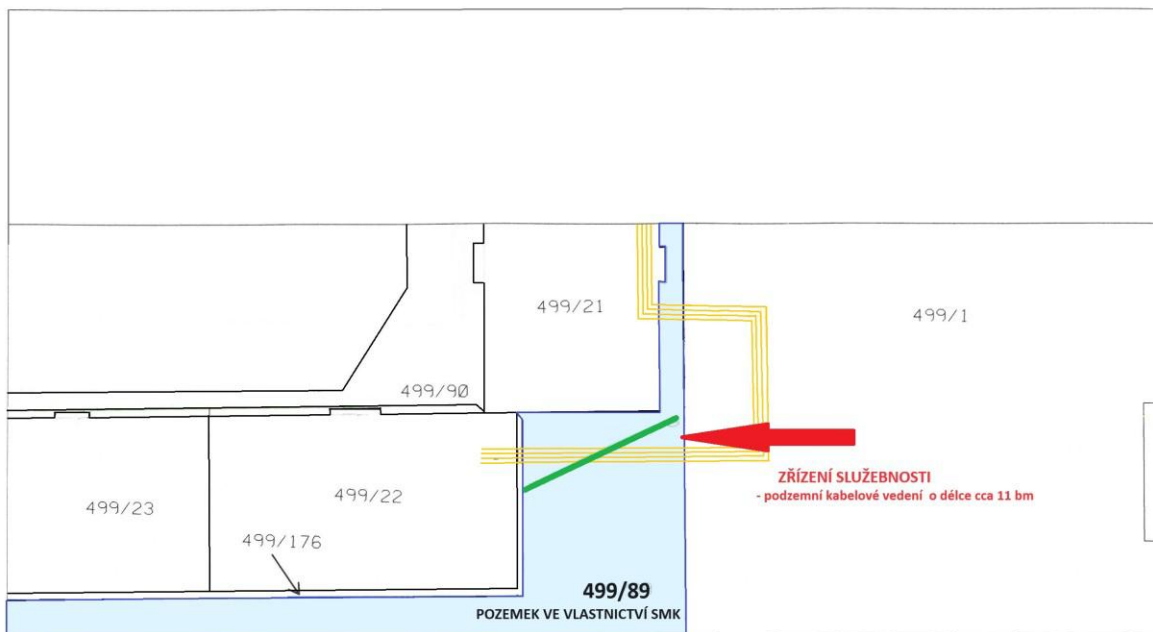 499/21
499/1
499/90
ZŘÍZENÍ SLUŽEBNOSTI
- podzemní kabelové vedení o délce cca 11 bm
499/22
499/23
499/176
499/89
POZEMEK VE VLASTNICTVÍ SMK